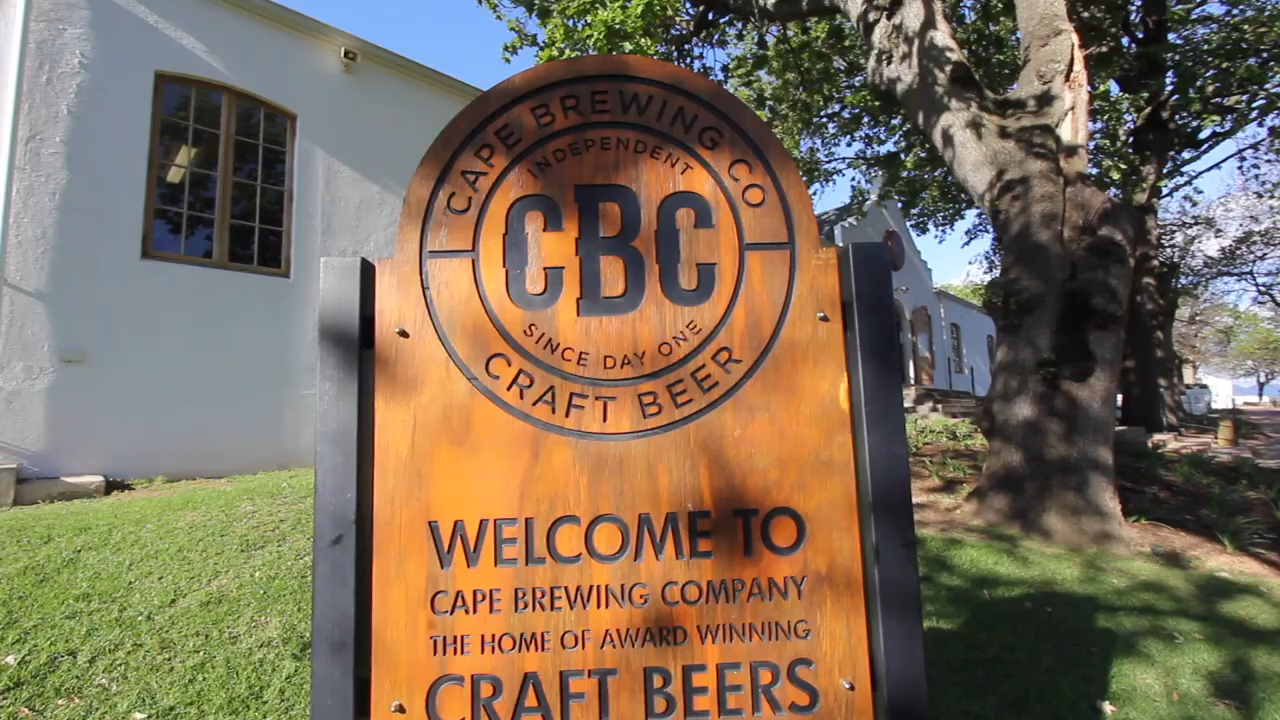 CAPE BREWING CO
INDEPENDENT
CBC
SINCE DAY ONE
CRAFT BEER
WELCOME TO
CAPE BREWING COMPANY
THE HOME OF AWARD WINNING
CRAFT BEERS